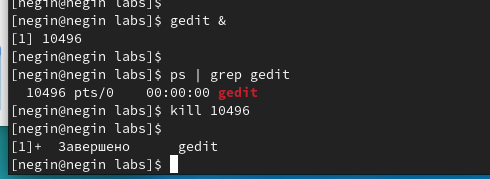 [negin@negin labs]$
[negin@negin labs]$ gedit &
[1] 10496
[negin@negin labs]$
[negin@negin labs]$ ps | grep gedit
  10496 pts/0    00:00:00 gedit
[negin@negin labs]$ kill 10496
[negin@negin labs]$
[1]+  Завершено      gedit
[negin@negin labs]$